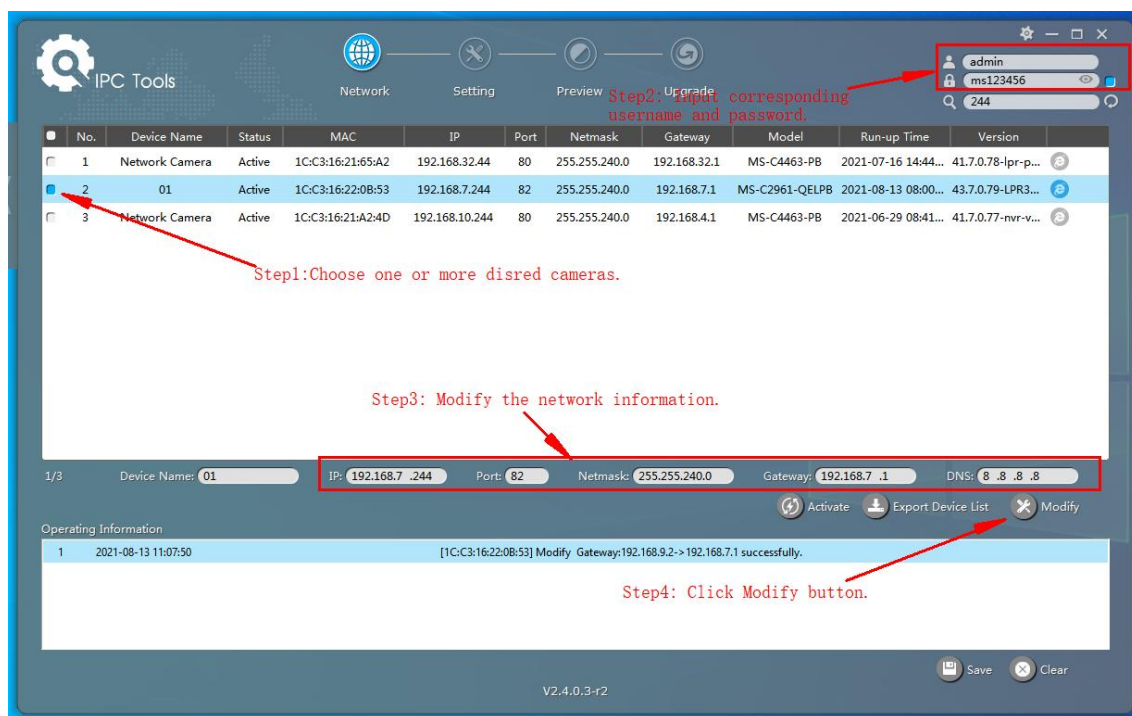 IPC Tools
Network Setting Preview Upgrade
admin
ms123456
244
Step2: Input corresponding
username and password.
No. Device Name Status MAC IP Port Netmask Gateway Model Run-up Time Version
1 Network Camera Active 1C:C3:16:21:65:A2 192.168.32.44 80 255.255.240.0 192.168.32.1 MS-C4463-PB 2021-07-16 14:44... 41.7.0.78-lpr-p...
2 01 Active 1C:C3:16:22:0B:53 192.168.7.244 82 255.255.240.0 192.168.7.1 MS-C2961-QELPB 2021-08-13 08:00... 43.7.0.79-LPR3...
3 Network Camera Active 1C:C3:16:21:A2:4D 192.168.10.244 80 255.255.240.0 192.168.4.1 MS-C4463-PB 2021-06-29 08:41... 41.7.0.77-nvr-v...
Step1:Choose one or more disred cameras.
Step3: Modify the network information.
1/3 Device Name: 01 IP: 192.168.7 .244 Port: 82 Netmask: 255.255.240.0 Gateway: 192.168.7 .1 DNS: 8 .8 .8 .8
Activate Export Device List Modify
Operating Information
1 2021-08-13 11:07:50 [1C:C3:16:22:0B:53] Modify Gateway:192.168.9.2->192.168.7.1 successfully.
Step4: Click Modify button.
Save Clear
V2.4.0.3-r2